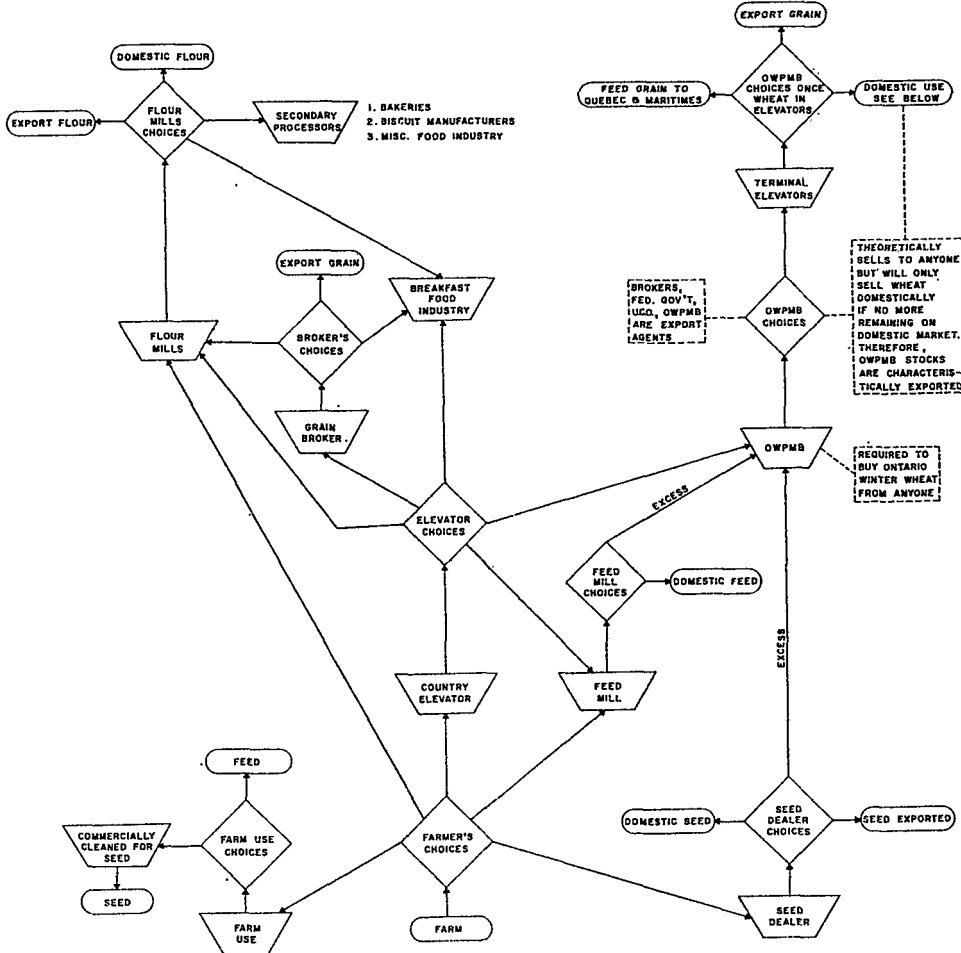 EXPORT GRAIN
DOMESTIC FLOUR
FLOUR
MILLS
CHOICES
EXPORT FLOUR
SECONDARY
PROCESSORS
1. BAKERIES
2. BISCUIT MANUFACTURERS
3. MISC. FOOD INDUSTRY
FEED GRAIN TO
QUEBEC & MARITIMES
OWPMB
CHOICES ONCE
WHEAT IN
ELEVATORS
DOMESTIC USE
SEE BELOW
TERMINAL
ELEVATORS
EXPORT GRAIN
BREAKFAST
FOOD
INDUSTRY
BROKERS,
FED. GOV'T,
U.C.O., OWPMB
ARE EXPORT
AGENTS
OWPMB
CHOICES
THEORETICALLY
SELLS TO ANYONE
BUT WILL ONLY
SELL WHEAT
DOMESTICALLY
IF NO MORE
REMAINING ON
DOMESTIC MARKET.
THEREFORE,
OWPMB STOCKS
ARE CHARACTERIS-
TICALLY EXPORTED
FLOUR
MILLS
BROKER'S
CHOICES
GRAIN
BROKER
OWPMB
REQUIRED TO
BUY ONTARIO
WINTER WHEAT
FROM ANYONE
ELEVATOR
CHOICES
EXCESS
FEED
MILL
CHOICES
DOMESTIC FEED
EXCESS
COUNTRY
ELEVATOR
FEED
MILL
FEED
COMMERCIALLY
CLEANED FOR
SEED
FARM USE
CHOICES
FARMER'S
CHOICES
DOMESTIC SEED
SEED
DEALER
CHOICES
SEED EXPORTED
SEED
FARM
USE
FARM
SEED
DEALER